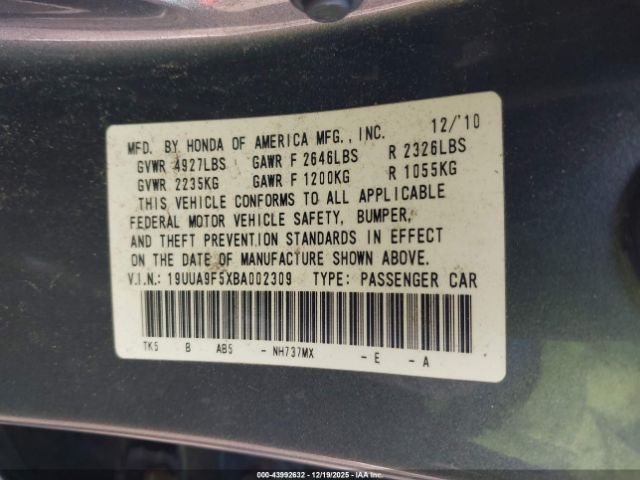 MFD. BY HONDA OF AMERICA MFG., INC. 12/'10
GVWR 4927LBS GAWR F 2646LBS R 2326LBS
GVWR 2235KG GAWR F 1200KG R 1055KG
THIS VEHICLE CONFORMS TO ALL APPLICABLE
FEDERAL MOTOR VEHICLE SAFETY, BUMPER,
AND THEFT PREVENTION STANDARDS IN EFFECT
ON THE DATE OF MANUFACTURE SHOWN ABOVE.
V.I.N.: 19UUA9F5XBA002309 TYPE: PASSENGER CAR
TK5 B AB5 - NH737MX - E - A
000-43992632 - 12/19/2025 - IAA Inc.